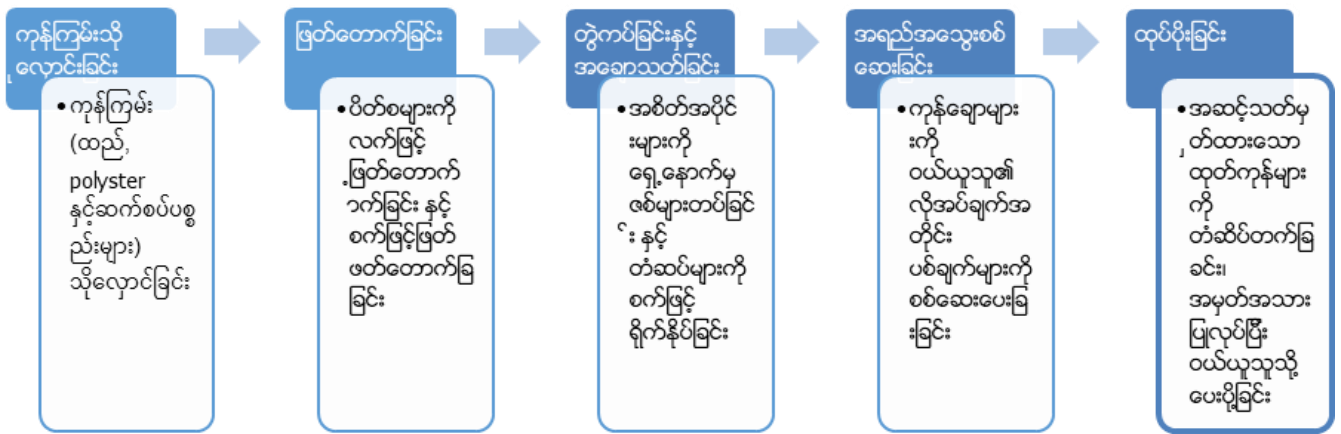 ကုန်ကြမ်းသို
ုလှောင်းခြင်း
• ကုန်ကြမ်း
(ထည်,
polyster
နှင့်ဆက်စပ်ပစ္စ
ည်းများ)
သိုလှောင်ခြင်း
ဖြတ်တောက်ခြင်း
• ပိတ်စများကို
လက်ဖြင့်
့ဖြတ်တောက်
ာက်ခြင်း နှင့်
စက်ဖြင့်ဖြတ်
ဖတ်တောက်ခြ
ခြင်း
တွဲကပ်ခြင်းနှင့်
အချောသတ်ခြင်း
• အစိတ်အပိုင်
းများကို
ရှေ့နောက်မှ
ဇစ်များတပ်ခြင်
်း နှင့်
တံဆပ်များကို
စက်ဖြင့်
ရိုက်နှိပ်ခြင်း
အရည်အသွေးစစ်
ဆေးခြင်း
• ကုန်ချောများ
းကို
ဝယ်ယူသူ၏
လိုအပ်ချက်အ
တိုင်း
ပစ်ချက်များကို
စစ်ဆေးပေးခြ
းခြင်း
ထုပ်ပိုးခြင်း
• အဆင့်သတ်မှ
ှတ်ထားသော
ထုတ်ကုန်များ
ကို
တံဆိပ်တက်ခြ
ခင်း၊
အမှတ်အသား
ပြုလုပ်ပြီး
ဝယ်ယူသူသို့
ပေးပို့ခြင်း